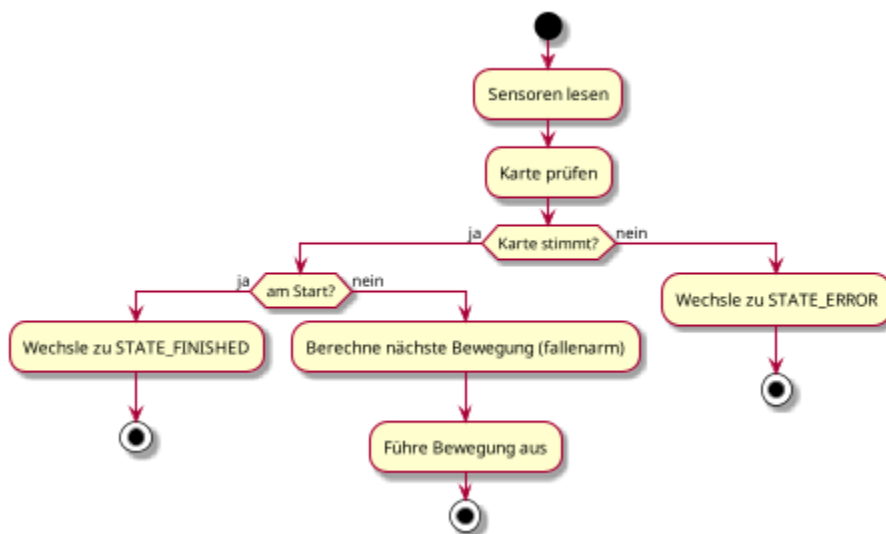 Sensoren lesen
Karte prüfen
ja
Karte stimmt?
nein
ja
am Start?
nein
Wechsle zu STATE_ERROR
Wechsle zu STATE_FINISHED
Berechne nächste Bewegung (fallenarm)
Führe Bewegung aus